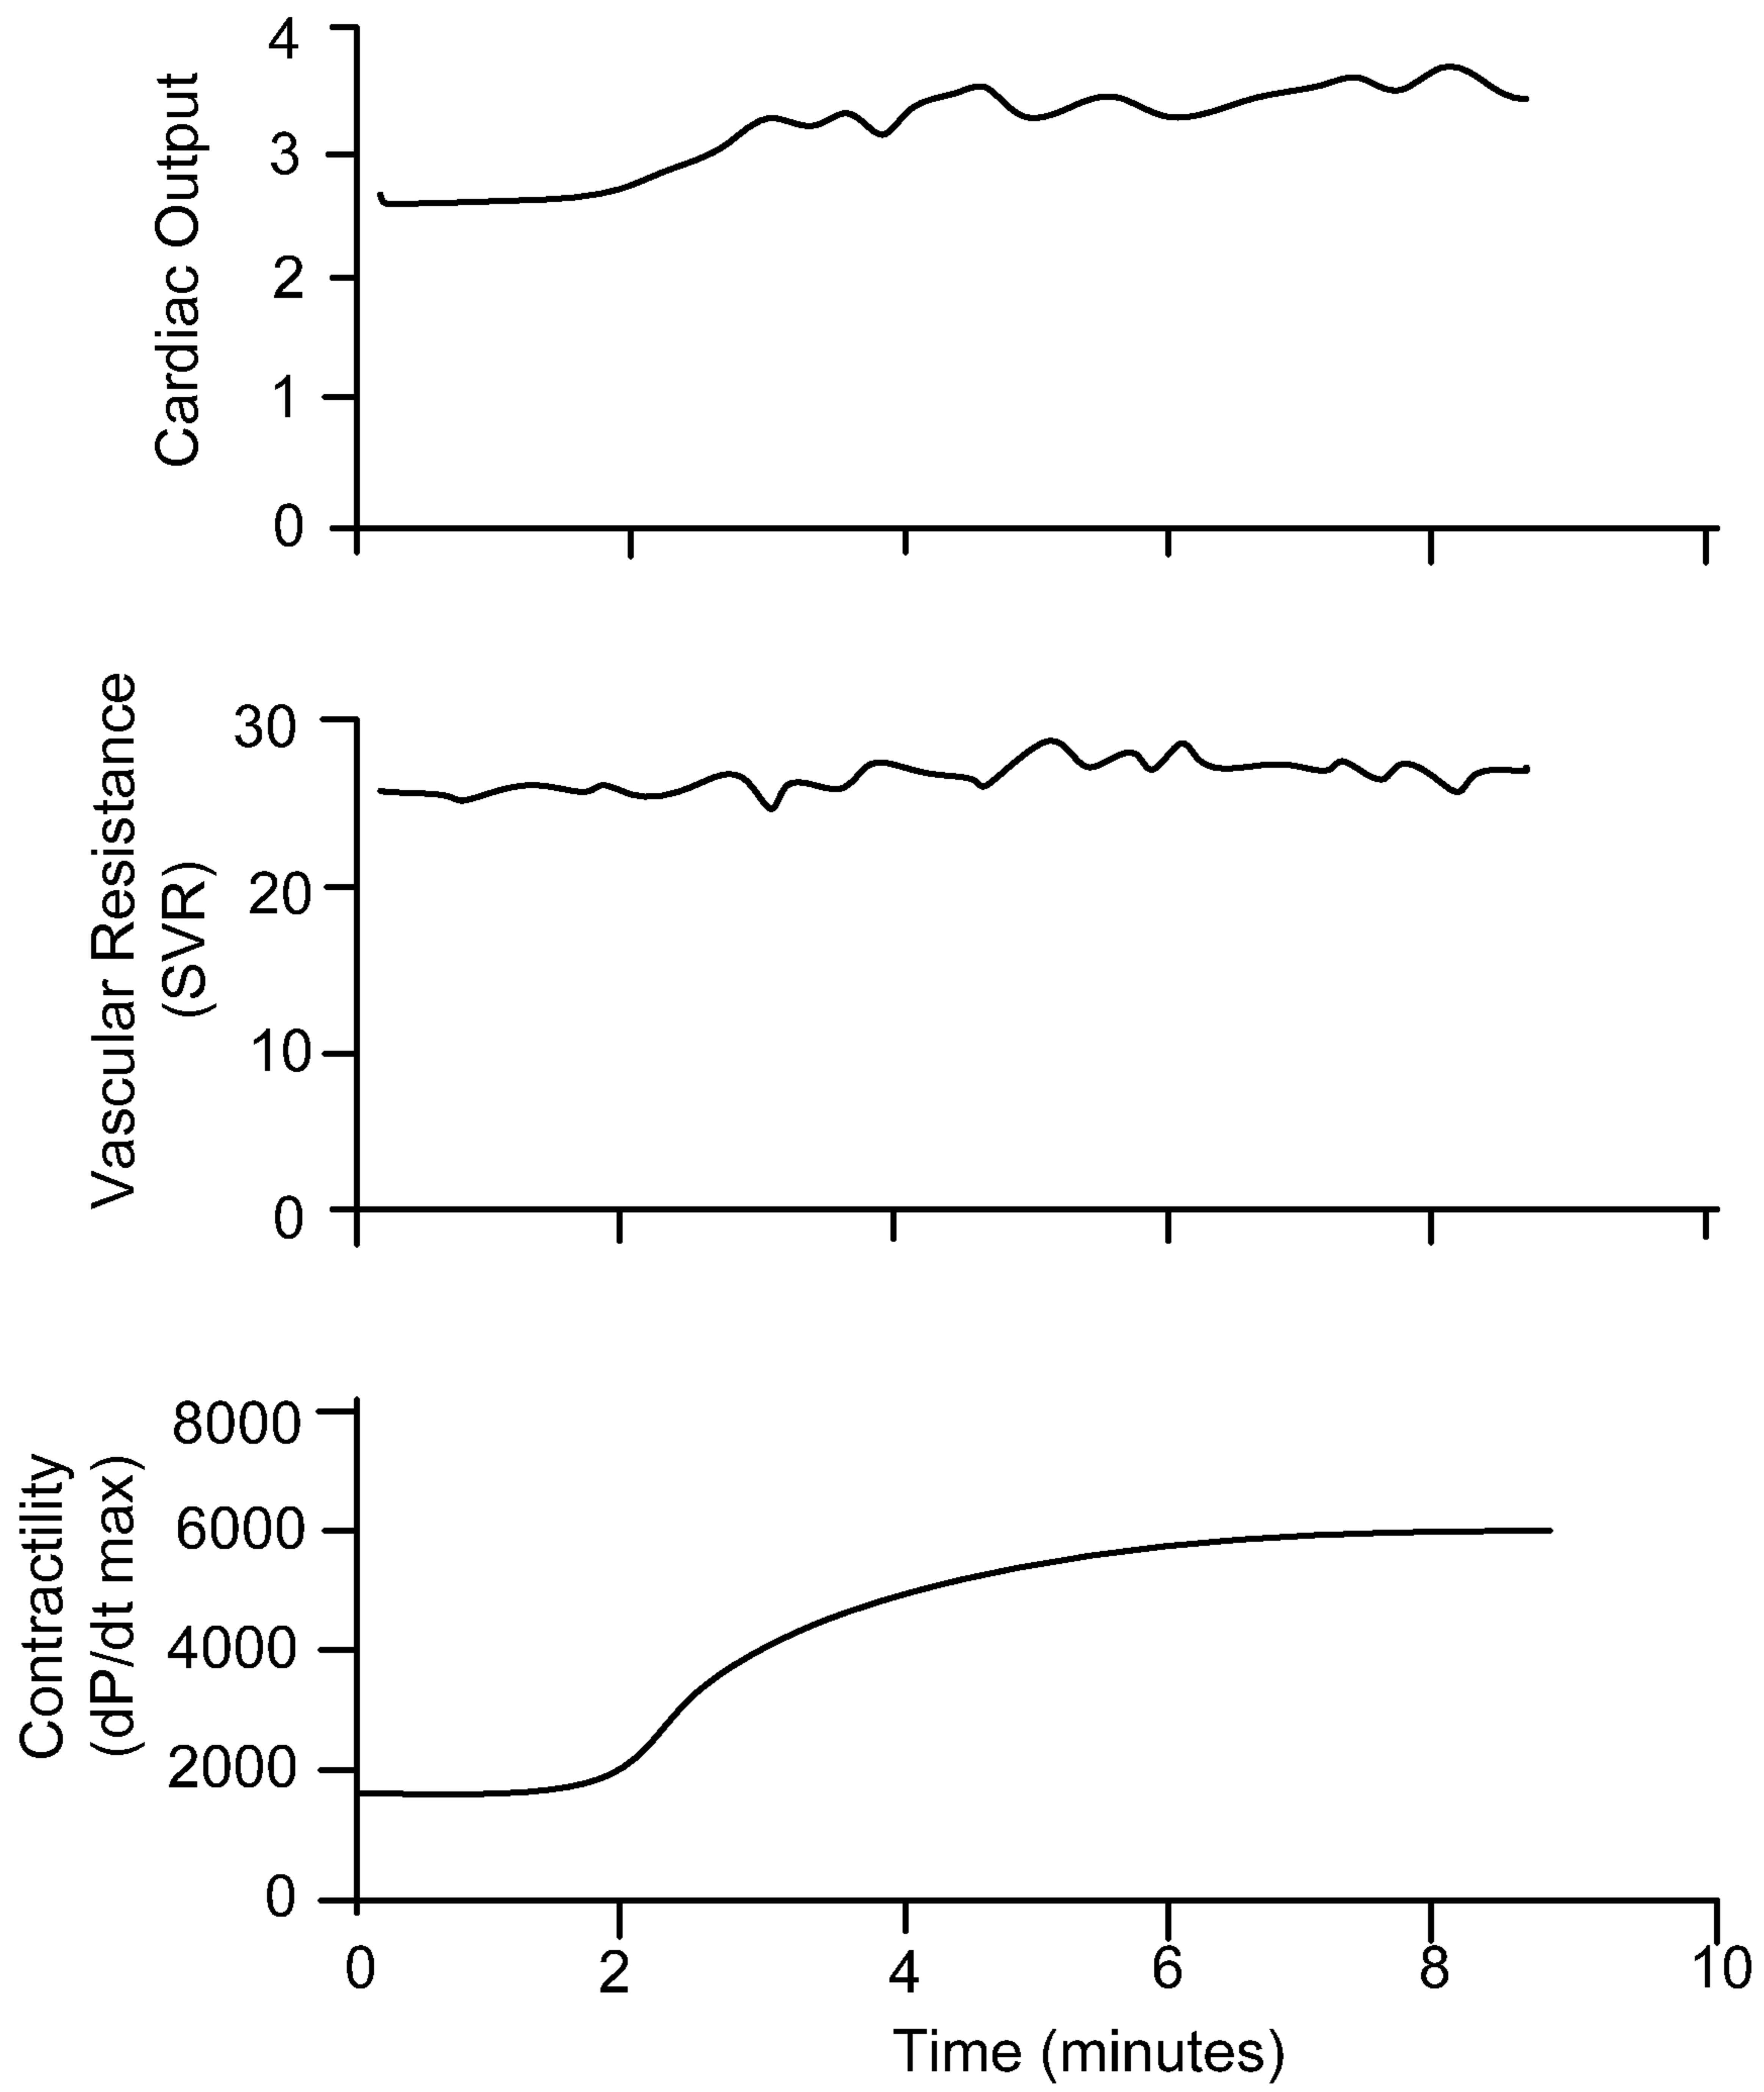 Cardiac Output
4
3
2
1
0
Vascular Resistance
(SVR)
30
20
10
0
Contractility
(dP/dt max)
8000
6000
4000
2000
0
0 2 4 6 8 10
Time (minutes)